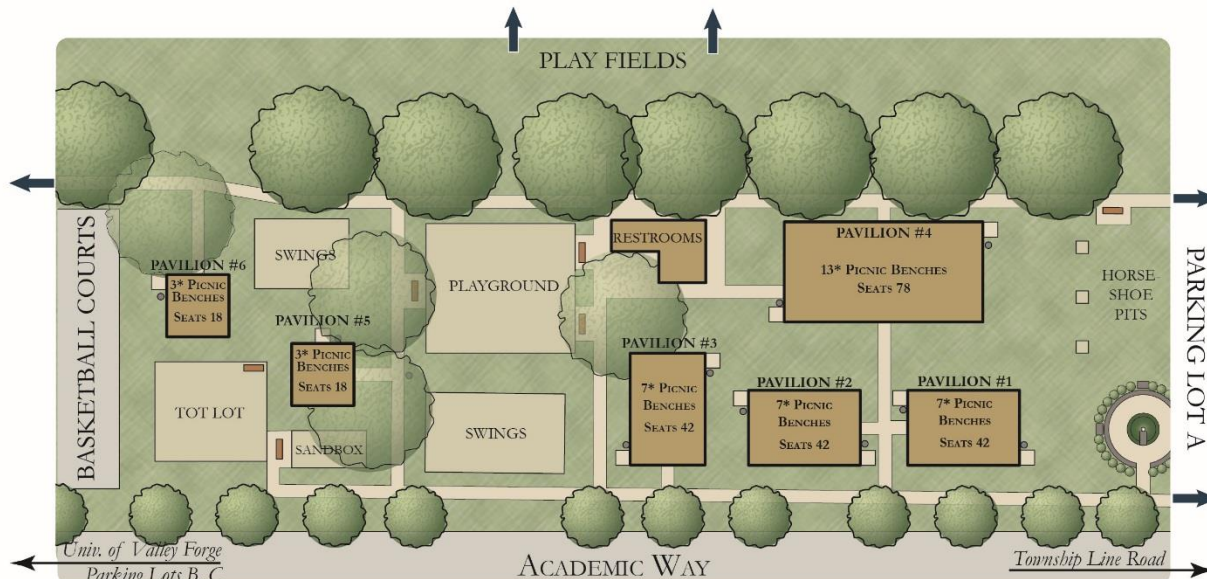 PLAY FIELDS
BASKETBALL COURTS
SWINGS
PAVILION #6
3* PICNIC
BENCHES
SEATS 18
PAVILION #5
3* PICNIC
BENCHES
SEATS 18
TOT LOT
SANDBOX
PLAYGROUND
SWINGS
RESTROOMS
PAVILION #3
7* PICNIC
BENCHES
SEATS 42
PAVILION #4
13* PICNIC BENCHES
SEATS 78
PAVILION #2
7* PICNIC
BENCHES
SEATS 42
PAVILION #1
7* PICNIC
BENCHES
SEATS 42
HORSE-
SHOE
PITS
PARKING LOT A
Univ. of Valley Forge
Parking Lots B, C
ACADEMIC WAY
Township Line Road